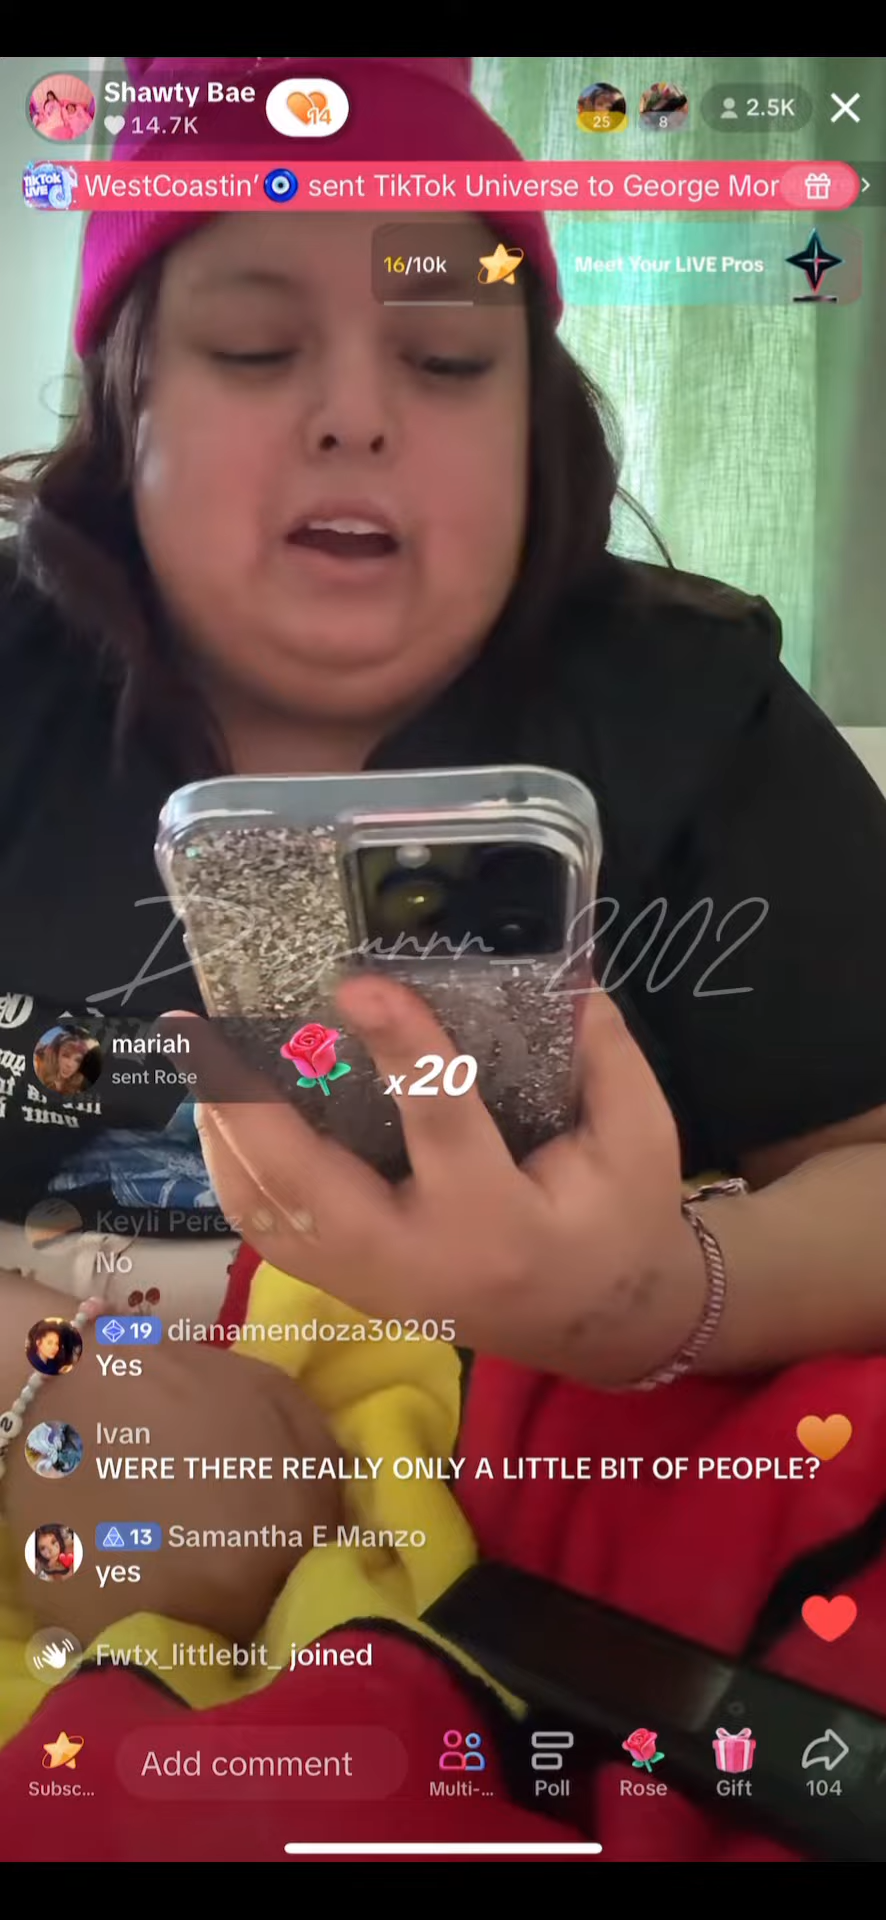 Shawty Bae
14.7K
14
25
8
2.5K
TikTok LIVE
WestCoastin' sent TikTok Universe to George Mor
16/10k
Meet Your LIVE Pros
mariah
sent Rose
x20
Keyli Perez
No
19 dianamendoza30205
Yes
Ivan
WERE THERE REALLY ONLY A LITTLE BIT OF PEOPLE?
13 Samantha E Manzo
yes
Fwtx_littlebit_ joined
Add comment
Subsc...
Multi-...
Poll
Rose
Gift
104